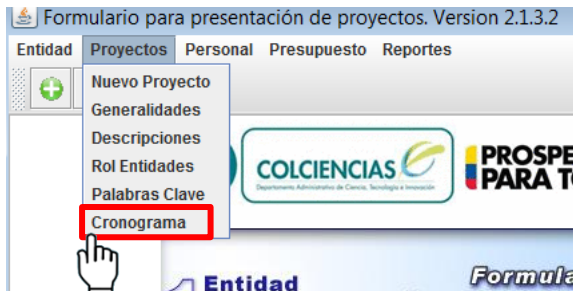 Formulario para presentación de proyectos. Version 2.1.3.2
Entidad Proyectos Personal Presupuesto Reportes
Nuevo Proyecto
Generalidades
Descripciones
Rol Entidades
Palabras Clave
Cronograma
COLCIENCIAS
Departamento Administrativo de Ciencia, Tecnología e Innovación
PROSPE
PARA T
Entidad
Formula